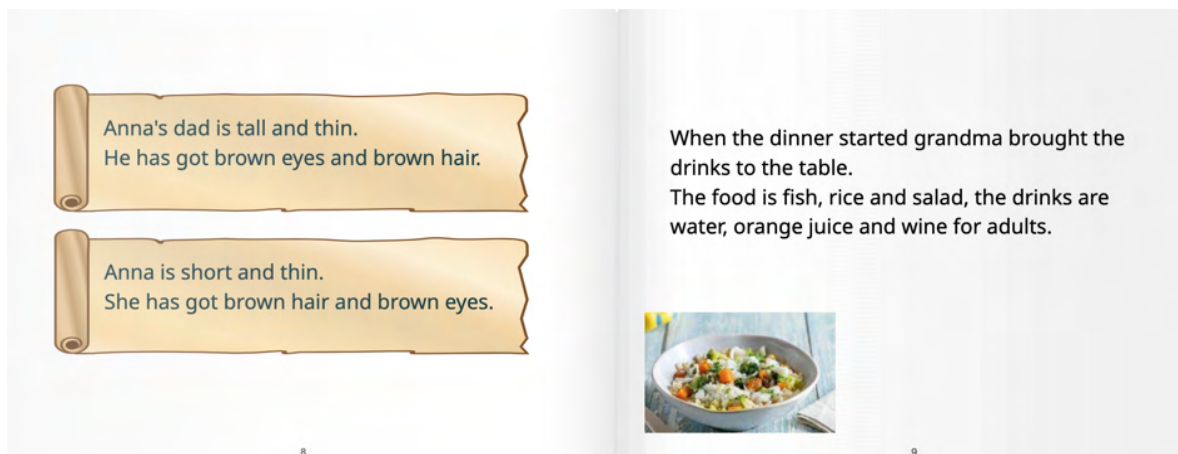 Anna's dad is tall and thin.
He has got brown eyes and brown hair.
Anna is short and thin.
She has got brown hair and brown eyes.
8
When the dinner started grandma brought the
drinks to the table.
The food is fish, rice and salad, the drinks are
water, orange juice and wine for adults.
9